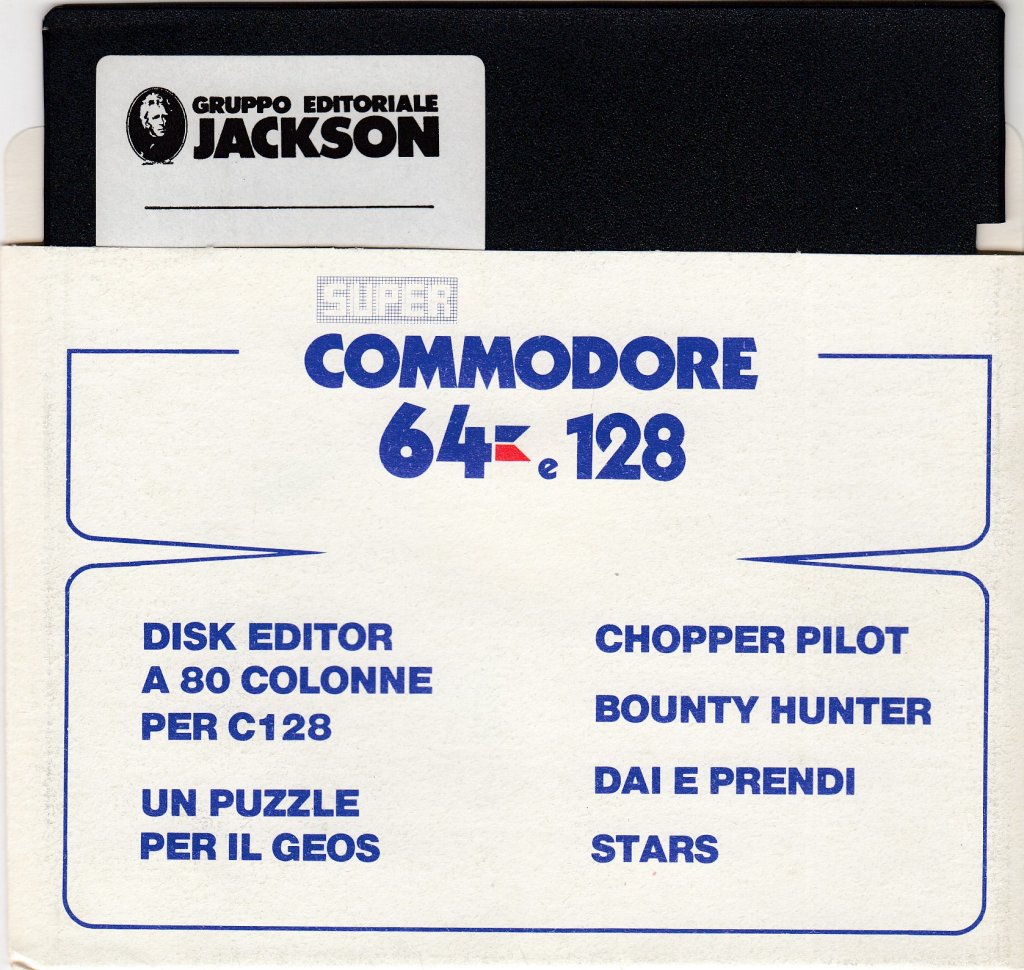 GRUPPO EDITORIALE
JACKSON
SUPER
COMMODORE
64 e 128
DISK EDITOR
A 80 COLONNE
PER C128
UN PUZZLE
PER IL GEOS
CHOPPER PILOT
BOUNTY HUNTER
DAI E PRENDI
STARS